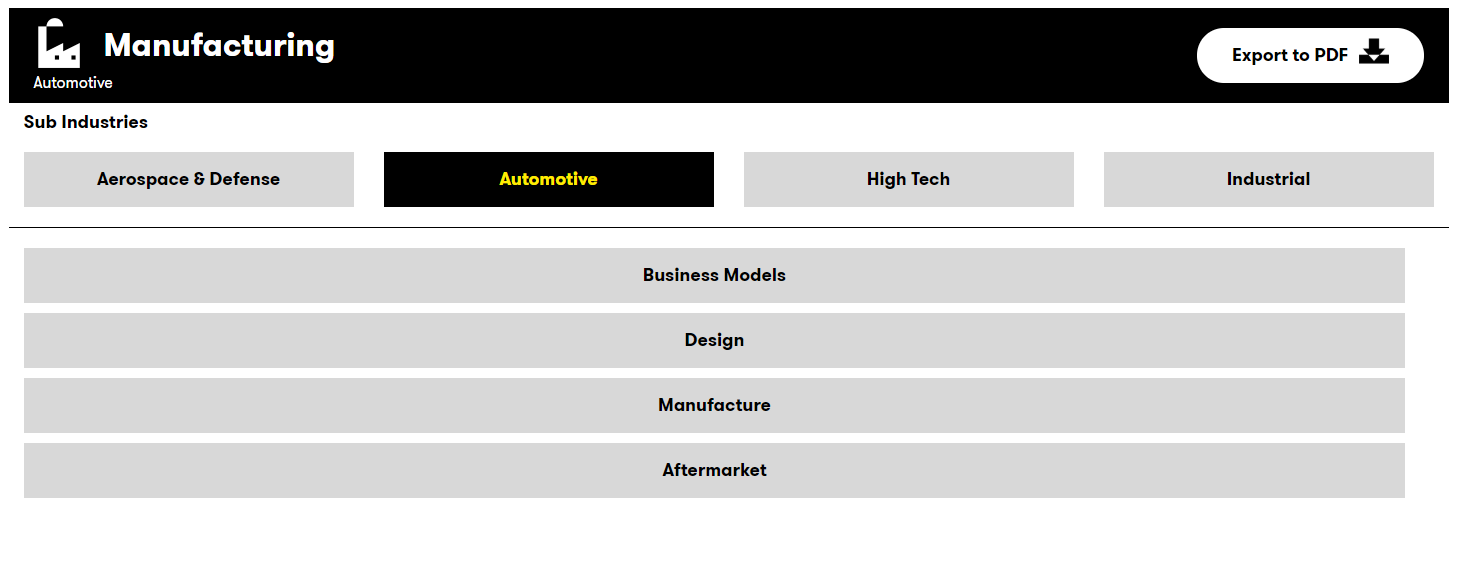 Manufacturing
Automotive
Export to PDF
Sub Industries
Aerospace & Defense
Automotive
High Tech
Industrial
Business Models
Design
Manufacture
Aftermarket